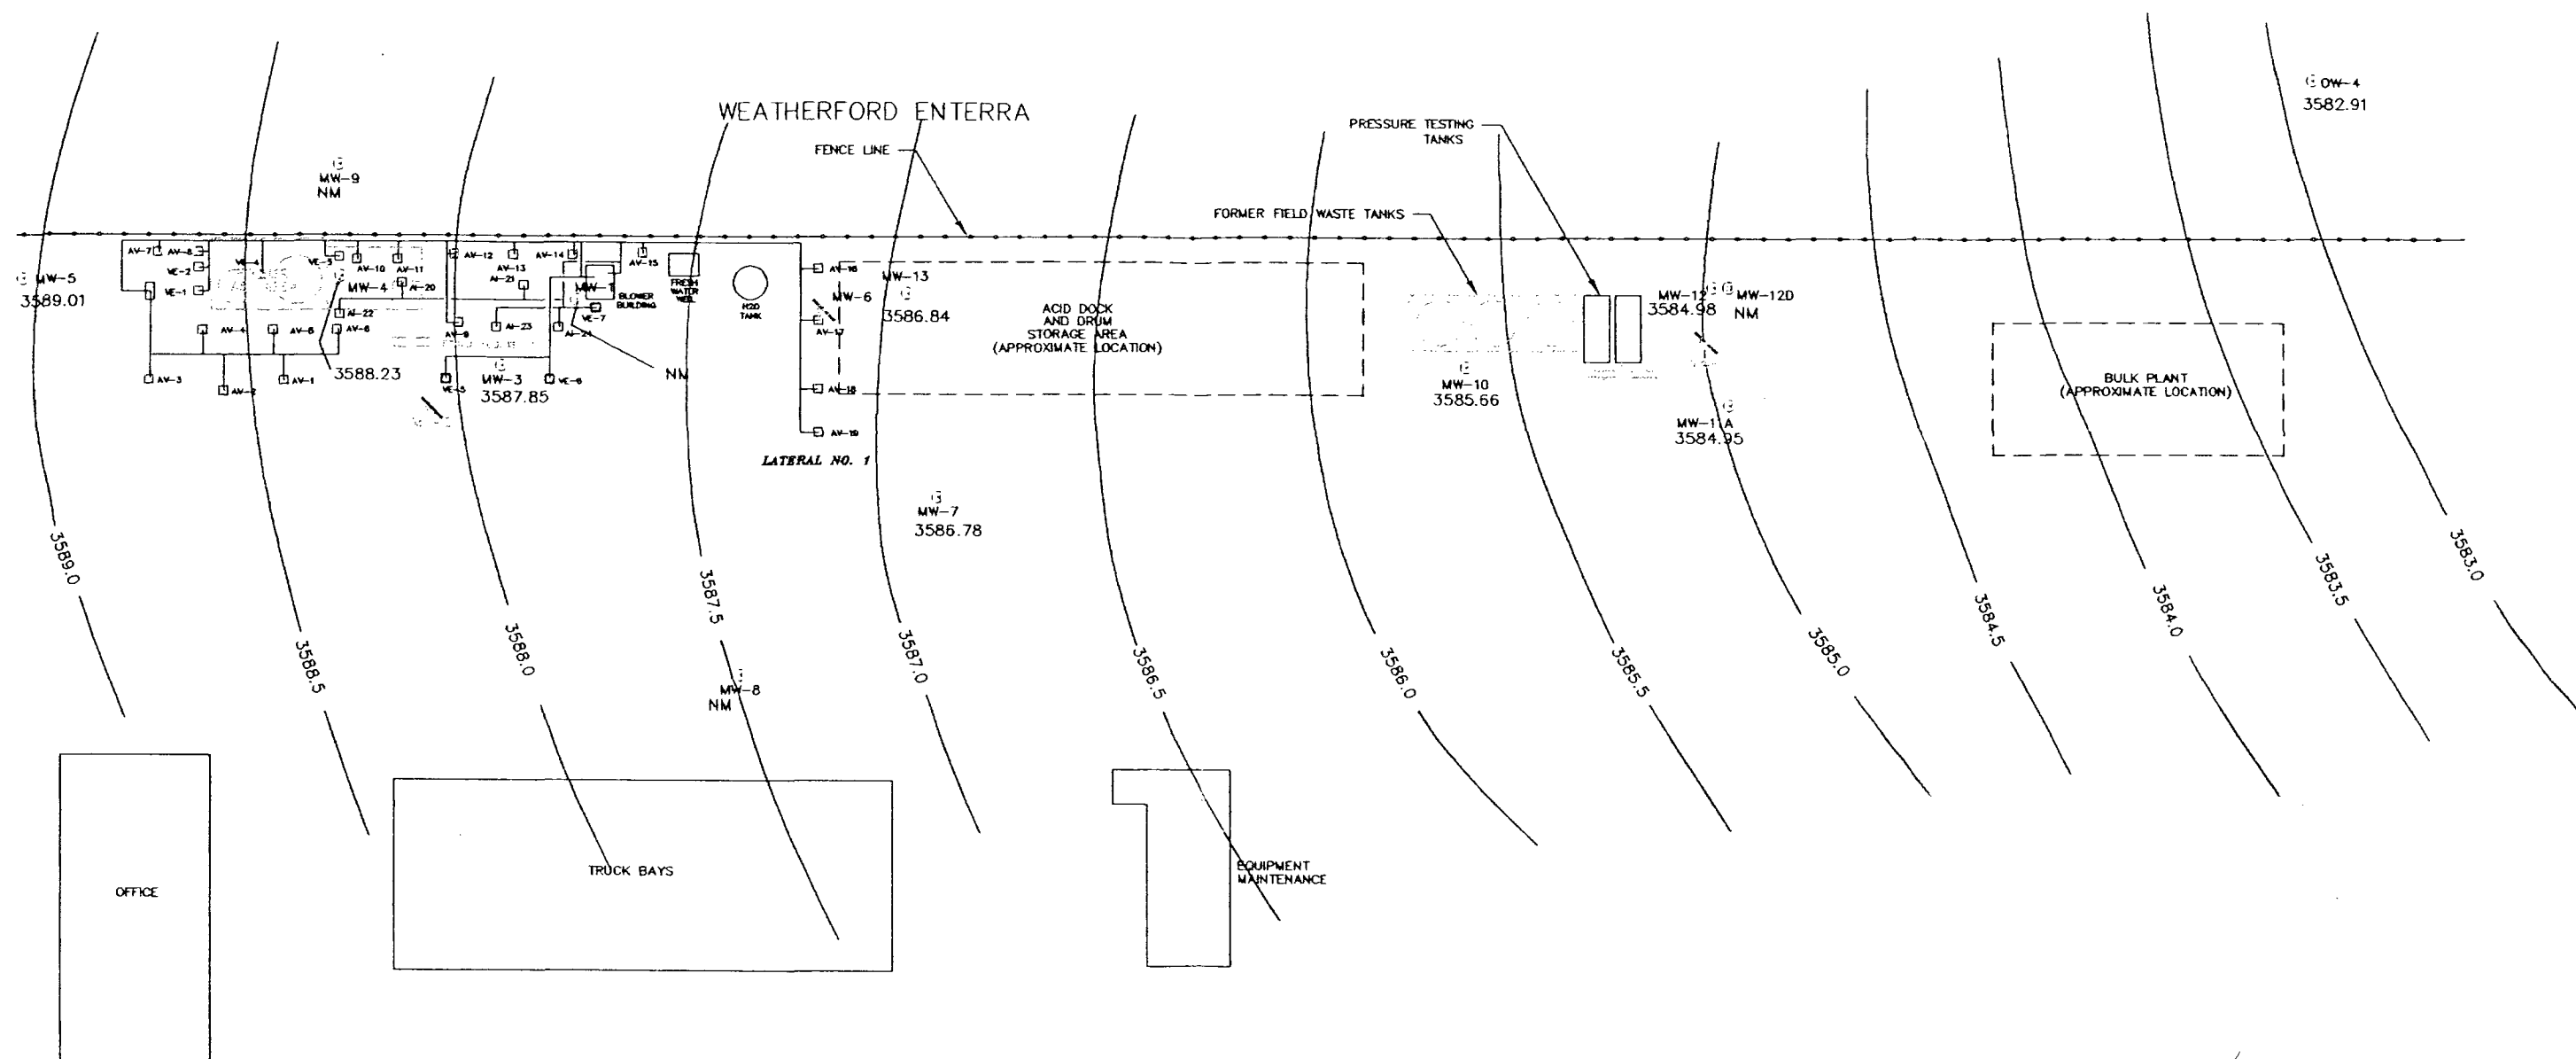 OW-4
3582.91
WEATHERFORD ENTERRA
PRESSURE TESTING
TANKS
FENCE LINE
MW-9
NM
FORMER FIELD WASTE TANKS
AV-7
AV-8
VE-2
VE-4
VE-3
AV-10
AV-11
AV-12
AV-13
AV-14
AV-15
AV-16
MW-13
MW-5
3589.01
VE-1
MW-4
AI-20
AI-21
MW-1
BLOWER
BUILDING
FRESH
WATER
WELL
H2O
TANK
MW-6
3586.84
AV-17
ACID DOCK
AND DRUM
STORAGE AREA
(APPROXIMATE LOCATION)
MW-12
3584.98
MW-12D
NM
AI-22
AV-4
AV-5
AV-6
AV-9
AI-23
VE-7
AI-24
AV-3
AV-2
AV-1
3588.23
VE-5
MW-3
3587.85
VE-6
NM
AV-18
AV-19
LATERAL NO. 1
MW-10
3585.66
MW-11A
3584.95
BULK PLANT
(APPROXIMATE LOCATION)
MW-7
3586.78
3589.0
3588.5
3588.0
3587.5
3587.0
3586.5
3586.0
3585.5
3585.0
3584.5
3584.0
3583.5
3583.0
MW-8
NM
OFFICE
TRUCK BAYS
EQUIPMENT
MAINTENANCE